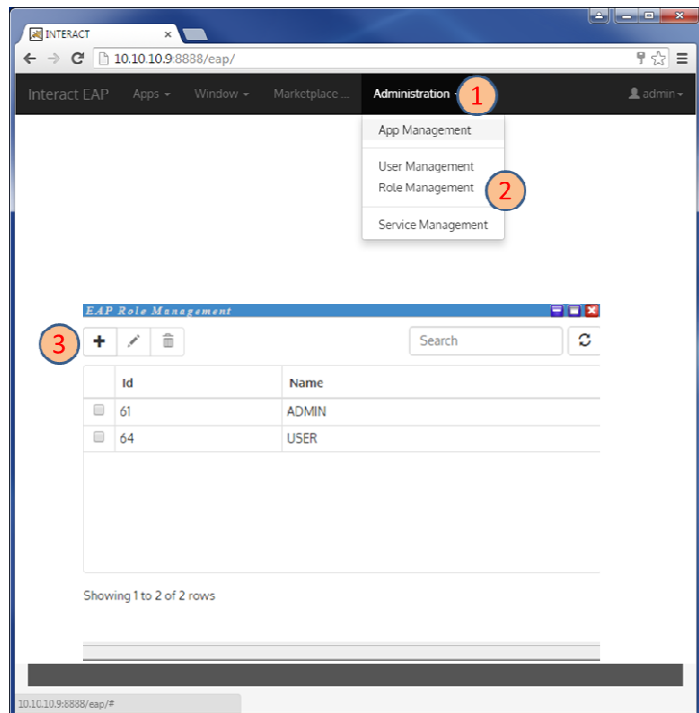 INTERACT
10.10.10.9:8888/eap/
Interact EAP Apps Window Marketplace ... Administration 1 admin
App Management
User Management
Role Management 2
Service Management
EAP Role Management
3 Search
Id Name
61 ADMIN
64 USER
Showing 1 to 2 of 2 rows
10.10.10.9:8888/eap/#